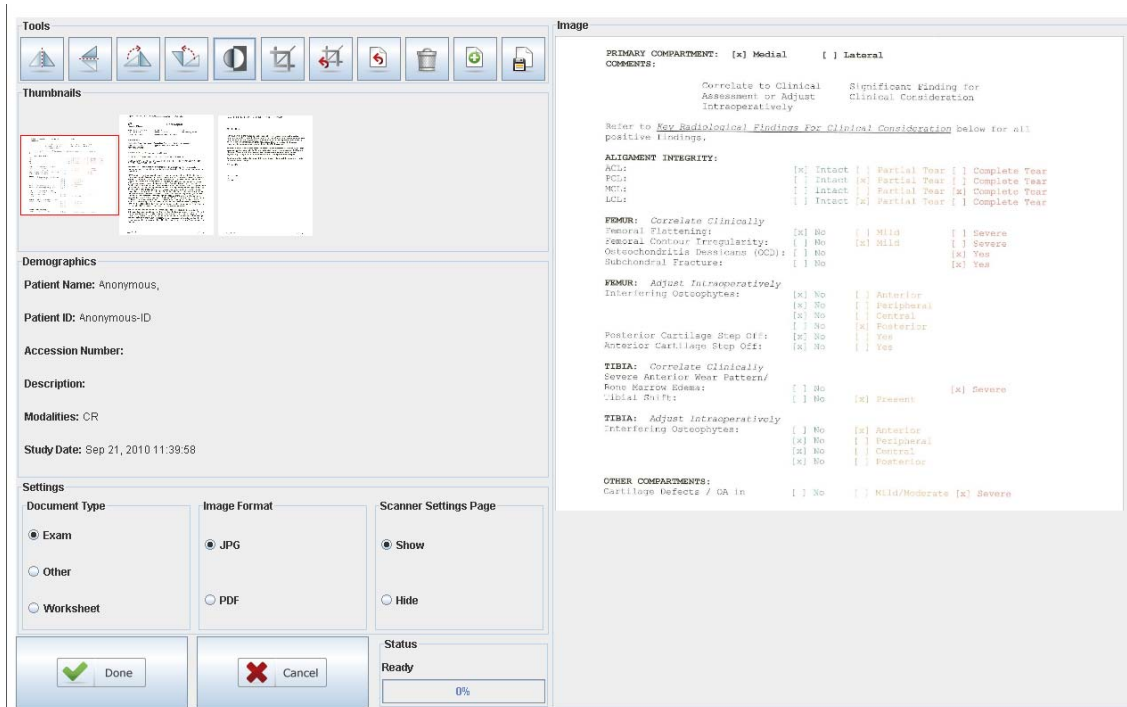 Tools
Thumbnails
Demographics
Patient Name: Anonymous,
Patient ID: Anonymous-ID
Accession Number:
Description:
Modalities: CR
Study Date: Sep 21, 2010 11:39:58
Settings
Document Type
Exam
Other
Worksheet
Image Format
JPG
PDF
Scanner Settings Page
Show
Hide
Done
Cancel
Status
Ready
0%
Image
PRIMARY COMPARTMENT: [x] Medial [ ] Lateral
COMMENTS:
Correlate to Clinical Significant Finding for
Assessment or Adjust Clinical Consideration
Intraoperatively
Refer to Key Radiological Findings For Clinical Consideration below for all
positive findings.
ALIGAMENT INTEGRITY:
ACL: [x] Intact [ ] Partial Tear [ ] Complete Tear
PCL: [ ] Intact [x] Partial Tear [ ] Complete Tear
MCL: [ ] Intact [ ] Partial Tear [x] Complete Tear
LCL: [ ] Intact [x] Partial Tear [ ] Complete Tear
FEMUR: Correlate Clinically
Femoral Flattening: [x] No [ ] Mild [ ] Severe
Femoral Contour Irregularity: [ ] No [x] Mild [ ] Severe
Osteochondritis Dessicans (OCD): [ ] No [x] Yes
Subchondral Fracture: [ ] No [x] Yes
FEMUR: Adjust Intraoperatively
Interfering Osteophytes: [x] No [ ] Anterior
[x] No [ ] Peripheral
[x] No [ ] Central
[ ] No [x] Posterior
Posterior Cartilage Step Off: [x] No [ ] Yes
Anterior Cartilage Step Off: [x] No [ ] Yes
TIBIA: Correlate Clinically
Severe Anterior Wear Pattern/
Bone Marrow Edema: [ ] No [x] Severe
Tibial Shift: [ ] No [x] Present
TIBIA: Adjust Intraoperatively
Interfering Osteophytes: [ ] No [x] Anterior
[x] No [ ] Peripheral
[x] No [ ] Central
[x] No [ ] Posterior
OTHER COMPARTMENTS:
Cartilage Defects / OA in [ ] No [ ] Mild/Moderate [x] Severe